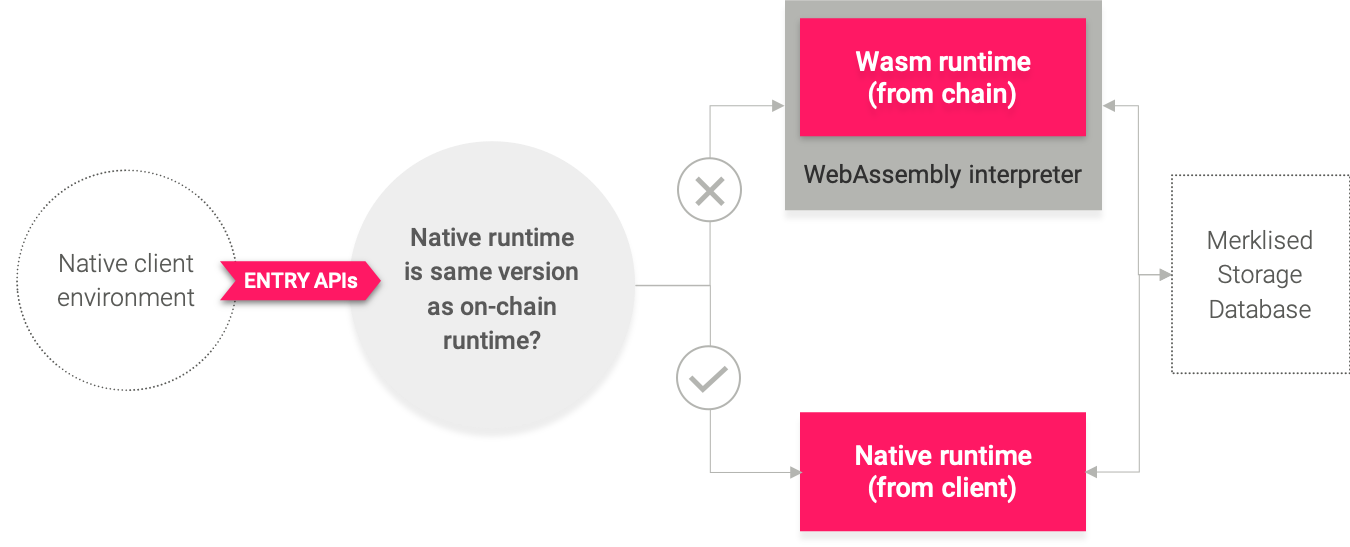 Native client
environment
ENTRY APIs
Native runtime
is same version
as on-chain
runtime?
Wasm runtime
(from chain)
WebAssembly interpreter
Native runtime
(from client)
Merklised
Storage
Database